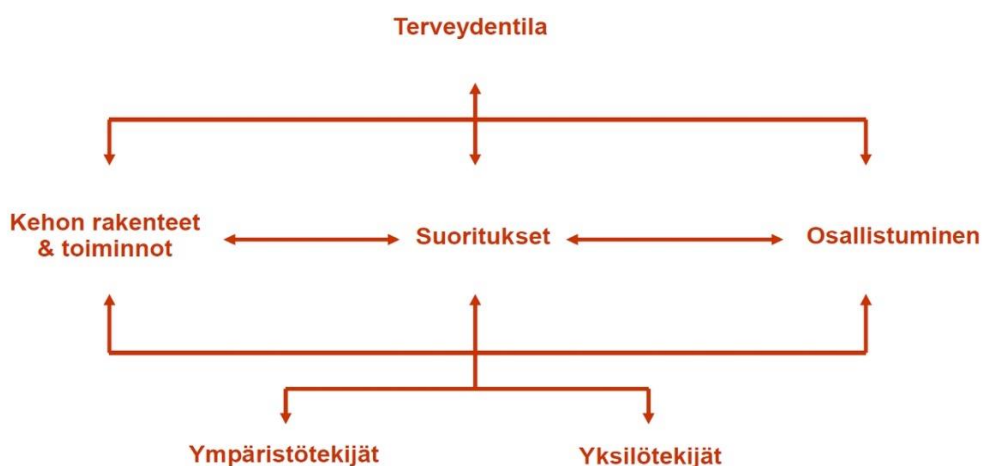 Terveydentila
Kehon rakenteet
& toiminnot
Suoritukset
Osallistuminen
Ympäristötekijät
Yksilötekijät